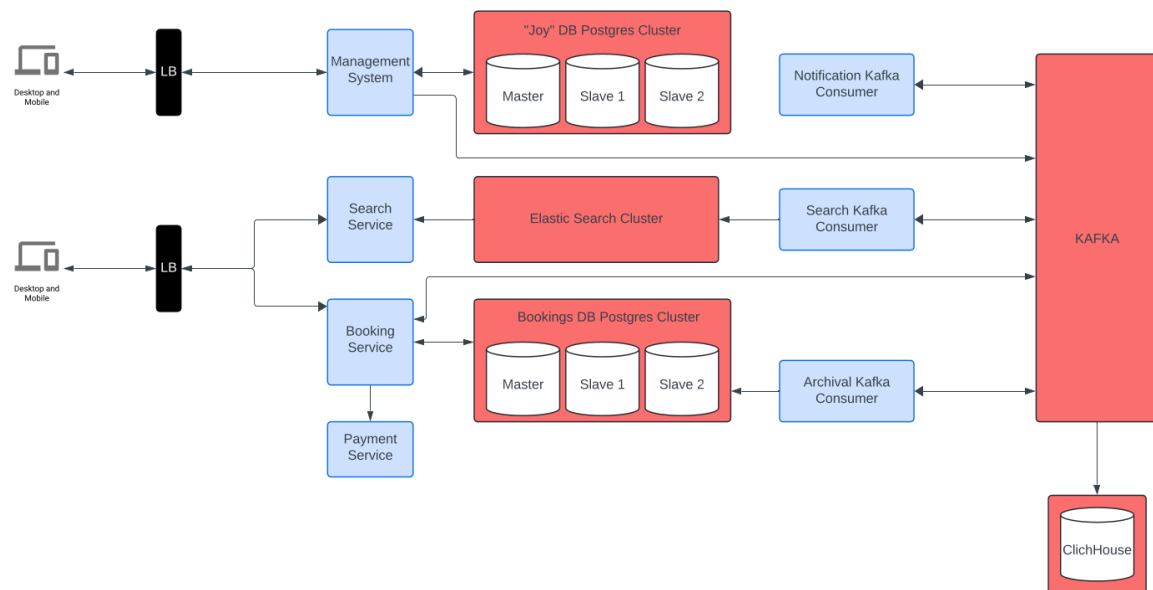 "Joy" DB Postgres Cluster
Desktop and
Mobile
LB
Management
System
Master
Slave 1
Slave 2
Notification Kafka
Consumer
Search
Service
Elastic Search Cluster
Search Kafka
Consumer
KAFKA
Desktop and
Mobile
LB
Booking
Service
Bookings DB Postgres Cluster
Master
Slave 1
Slave 2
Archival Kafka
Consumer
Payment
Service
ClichHouse